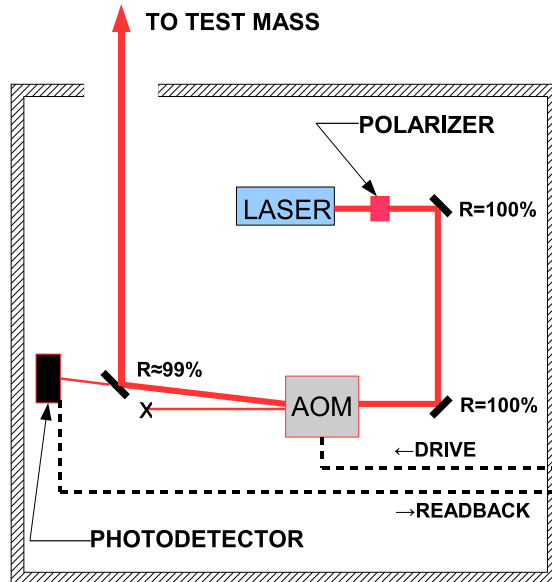 TO TEST MASS
POLARIZER
LASER
R=100%
R≈99%
AOM
R=100%
←DRIVE
→READBACK
PHOTODETECTOR